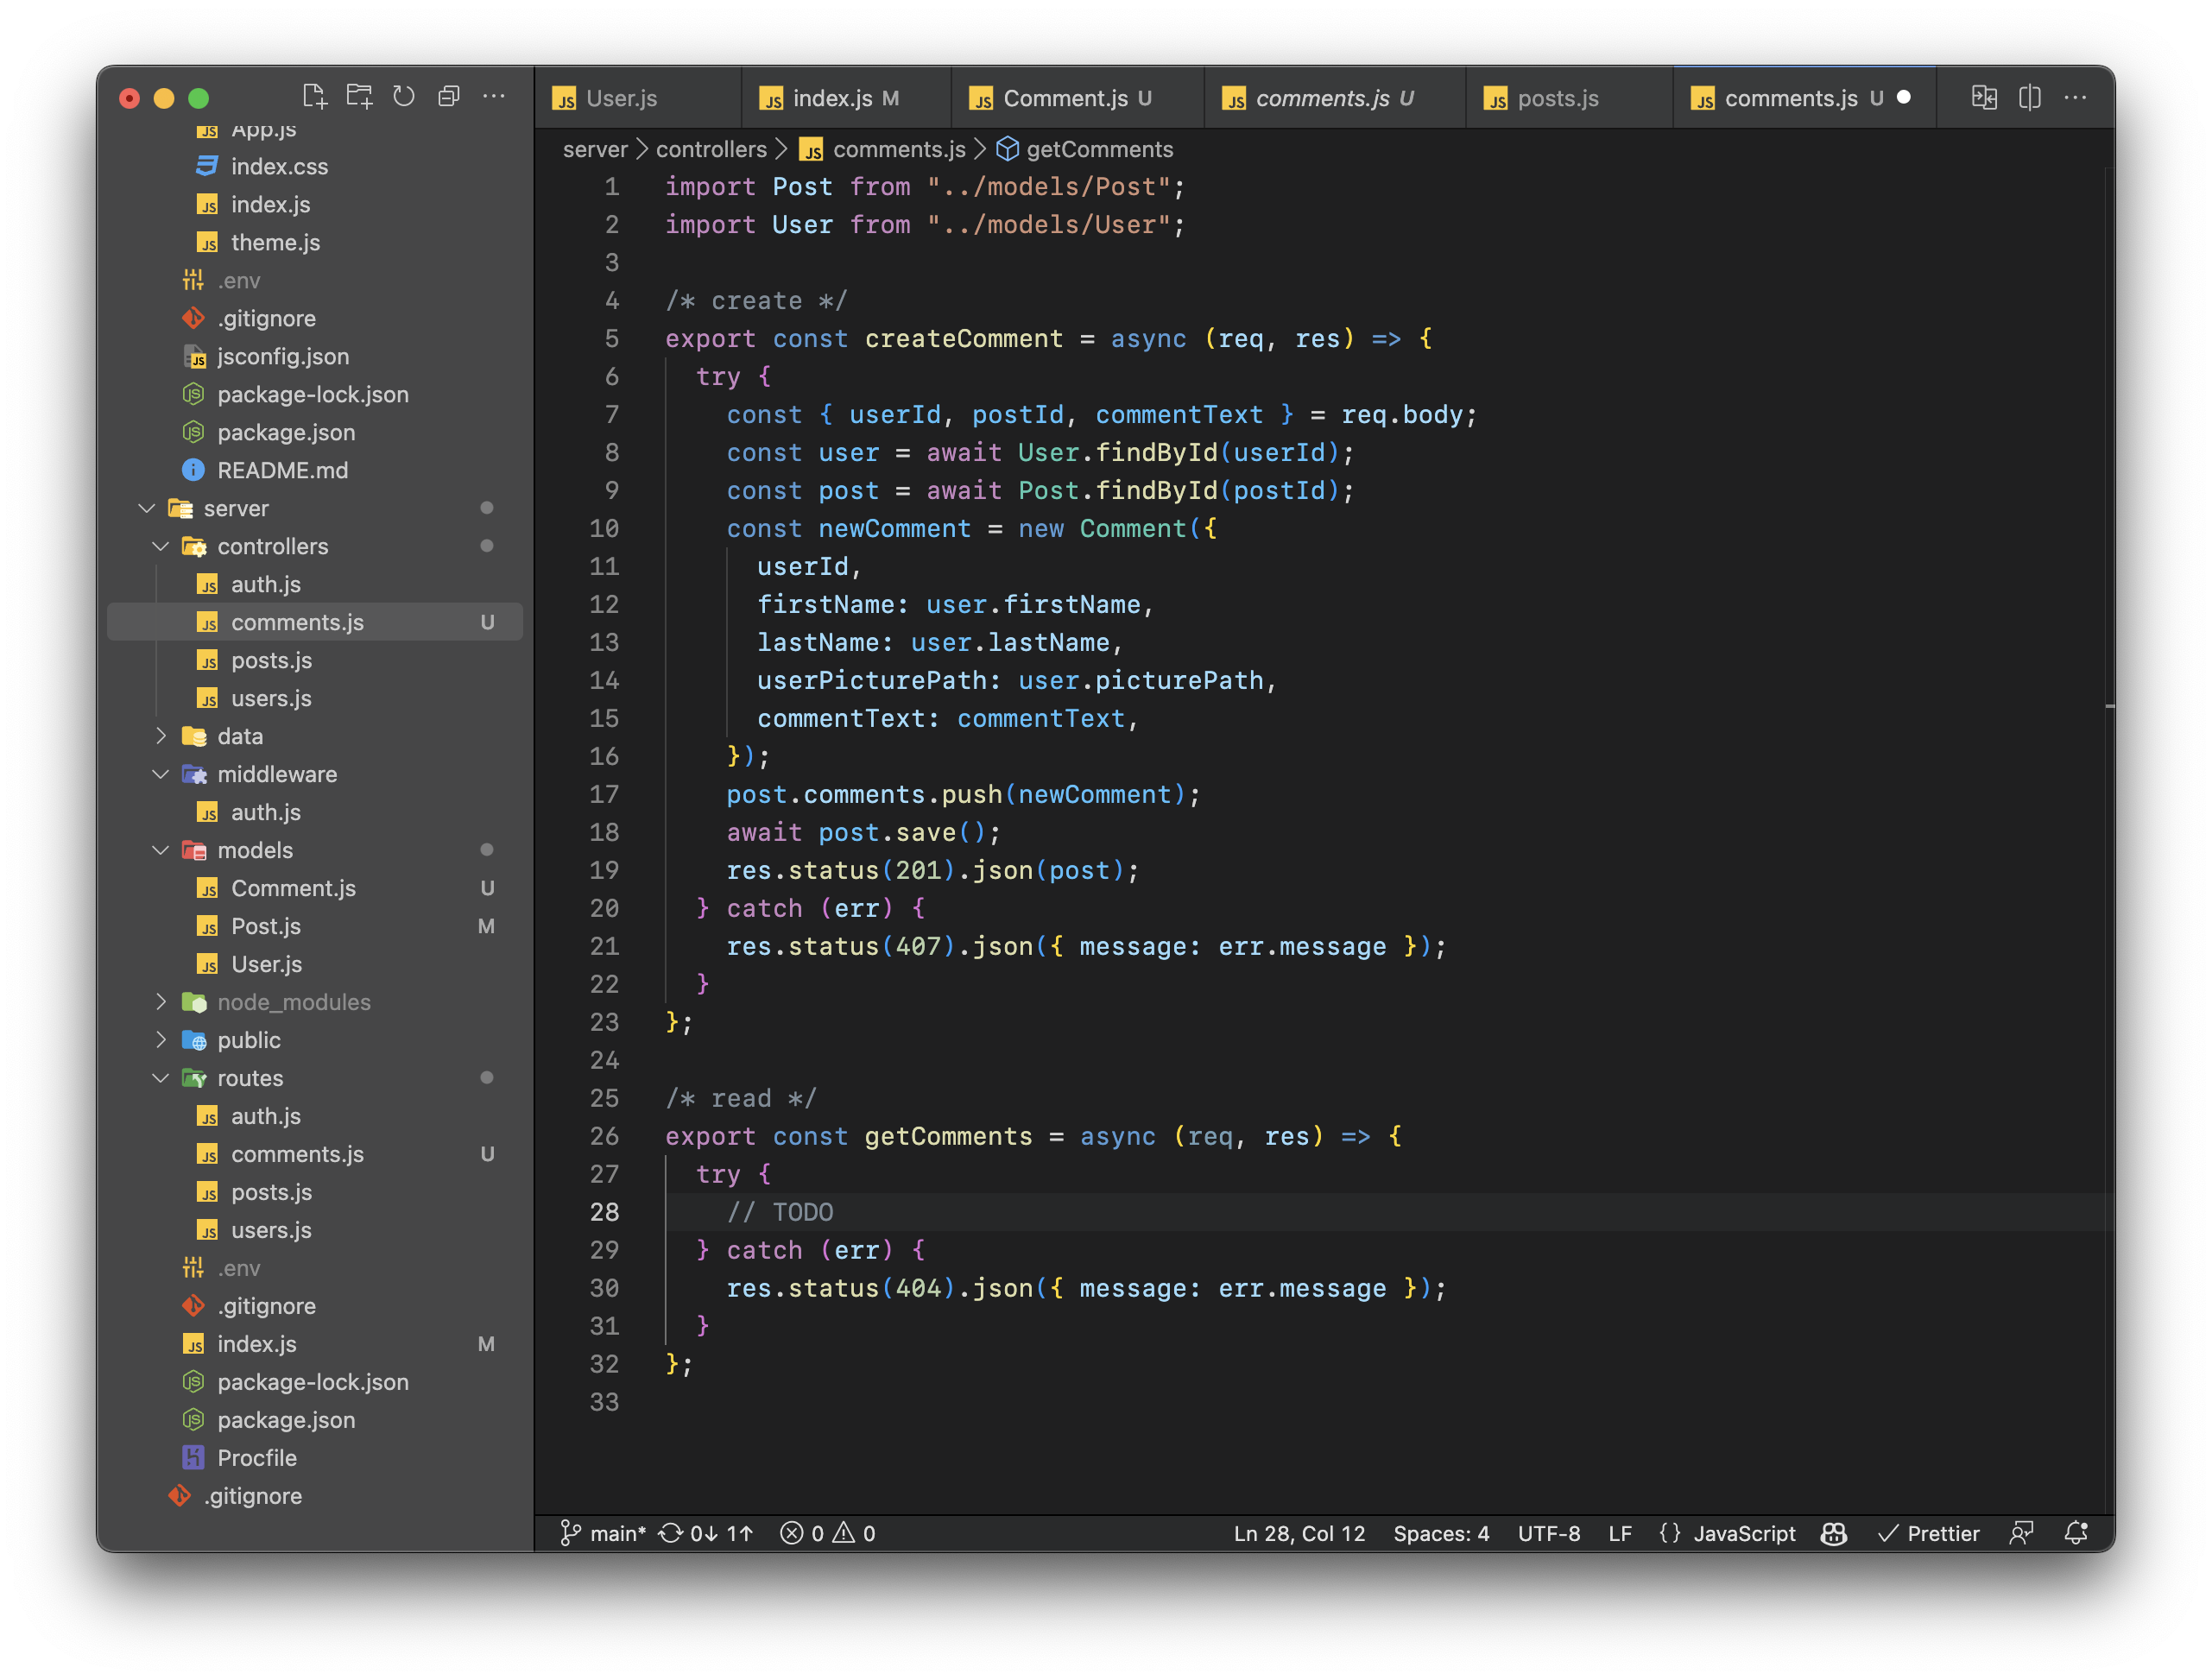 App.js
index.css
index.js
theme.js
.env
.gitignore
jsconfig.json
package-lock.json
package.json
README.md
server
controllers
auth.js
comments.js U
posts.js
users.js
data
middleware
auth.js
models
Comment.js U
Post.js M
User.js
node_modules
public
routes
auth.js
comments.js U
posts.js
users.js
.env
.gitignore
index.js M
package-lock.json
package.json
Procfile
.gitignore
User.js index.js M Comment.js U comments.js U posts.js comments.js U
server > controllers > comments.js > getComments
1 import Post from "../models/Post";
2 import User from "../models/User";
3
4 /* create */
5 export const createComment = async (req, res) => {
6 try {
7 const { userId, postId, commentText } = req.body;
8 const user = await User.findById(userId);
9 const post = await Post.findById(postId);
10 const newComment = new Comment({
11 userId,
12 firstName: user.firstName,
13 lastName: user.lastName,
14 userPicturePath: user.picturePath,
15 commentText: commentText,
16 });
17 post.comments.push(newComment);
18 await post.save();
19 res.status(201).json(post);
20 } catch (err) {
21 res.status(407).json({ message: err.message });
22 }
23 };
24
25 /* read */
26 export const getComments = async (req, res) => {
27 try {
28 // TODO
29 } catch (err) {
30 res.status(404).json({ message: err.message });
31 }
32 };
33
main* 0↓ 1↑ 0 0 Ln 28, Col 12 Spaces: 4 UTF-8 LF {} JavaScript Prettier